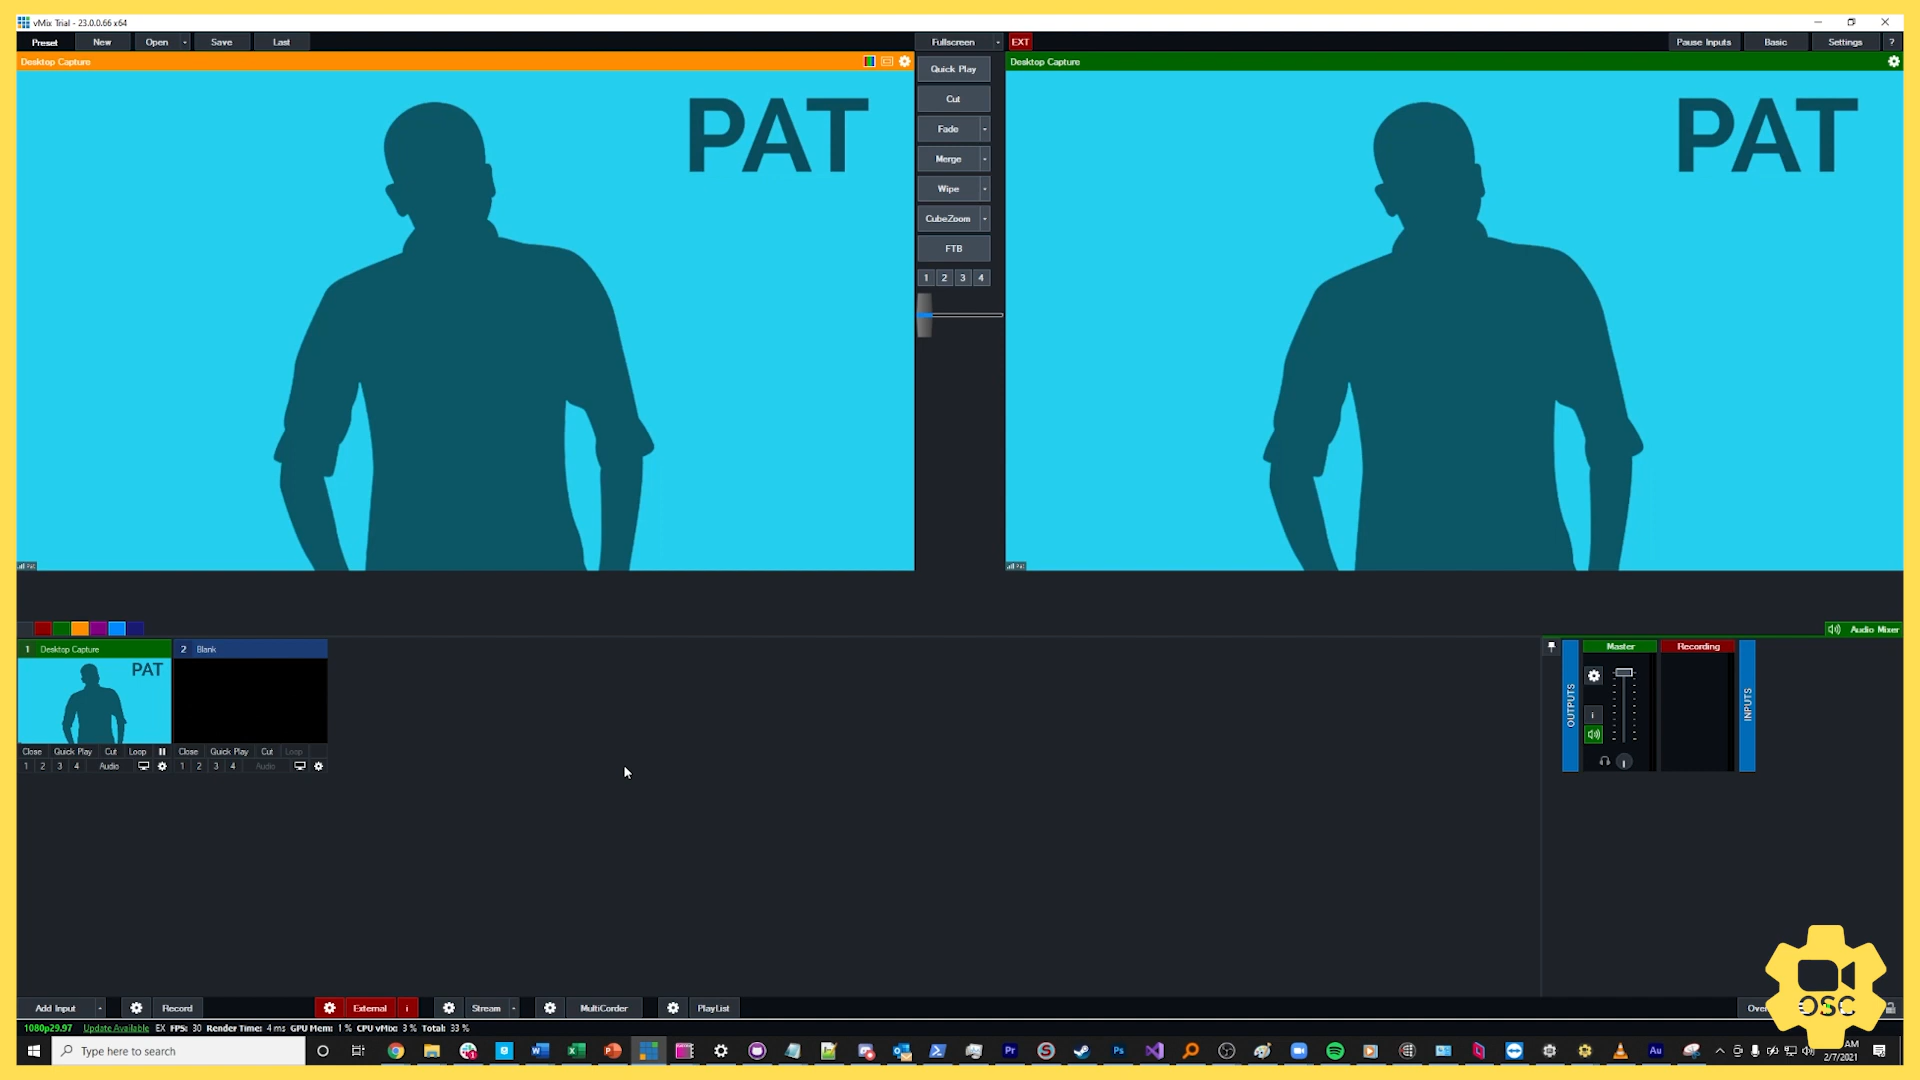 vMix Trial - 23.0.0.66 x64
Preset New Open Save Last Fullscreen EXT Pause Inputs Basic Settings ?
Desktop Capture
Desktop Capture
PAT
PAT
Quick Play
Cut
Fade
Merge
Wipe
CubeZoom
FTB
1 2 3 4
Audio Mixer
1 Desktop Capture
2 Blank
PAT
Close Quick Play Cut Loop
Close Quick Play Cut Loop
1 2 3 4 Audio
1 2 3 4 Audio
OUTPUTS
Master
Recording
INPUTS
Add Input Record External i Stream MultiCorder PlayList
OSC
1080p29.97 Update Available EX FPS: 30 Render Time: 4 ms GPU Mem: 1 % CPU vMix: 3 % Total: 33 %
Type here to search
AM
2/7/2021